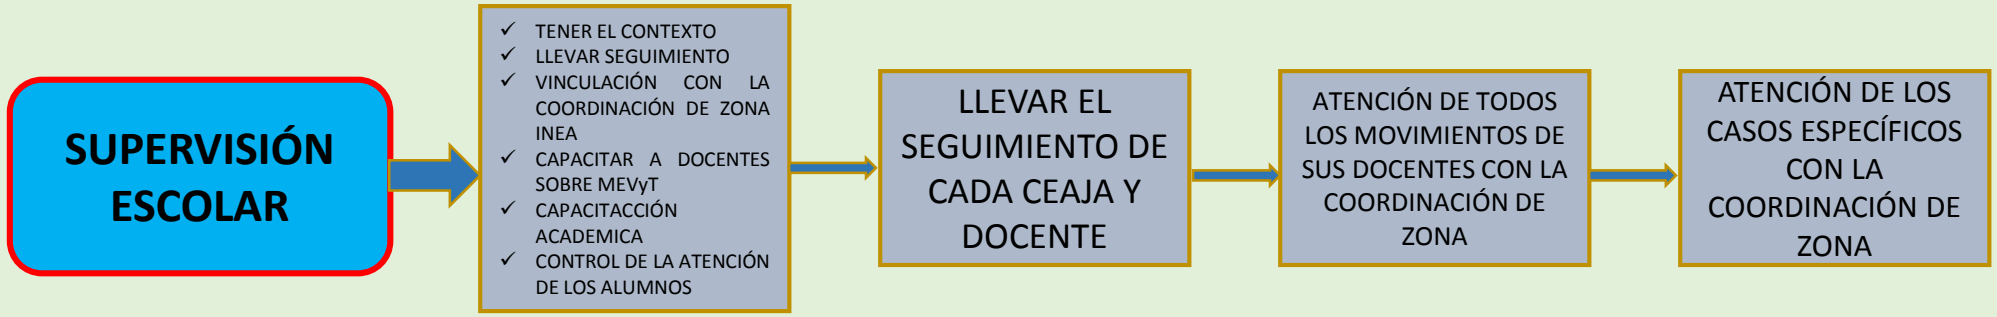 SUPERVISIÓN
ESCOLAR
✓ TENER EL CONTEXTO
✓ LLEVAR SEGUIMIENTO
✓ VINCULACIÓN CON LA
COORDINACIÓN DE ZONA
INEA
✓ CAPACITAR A DOCENTES
SOBRE MEVyT
✓ CAPACITACCIÓN
ACADEMICA
✓ CONTROL DE LA ATENCIÓN
DE LOS ALUMNOS
LLEVAR EL
SEGUIMIENTO DE
CADA CEAJA Y
DOCENTE
ATENCIÓN DE TODOS
LOS MOVIMIENTOS DE
SUS DOCENTES CON LA
COORDINACIÓN DE
ZONA
ATENCIÓN DE LOS
CASOS ESPECÍFICOS
CON LA
COORDINACIÓN DE
ZONA